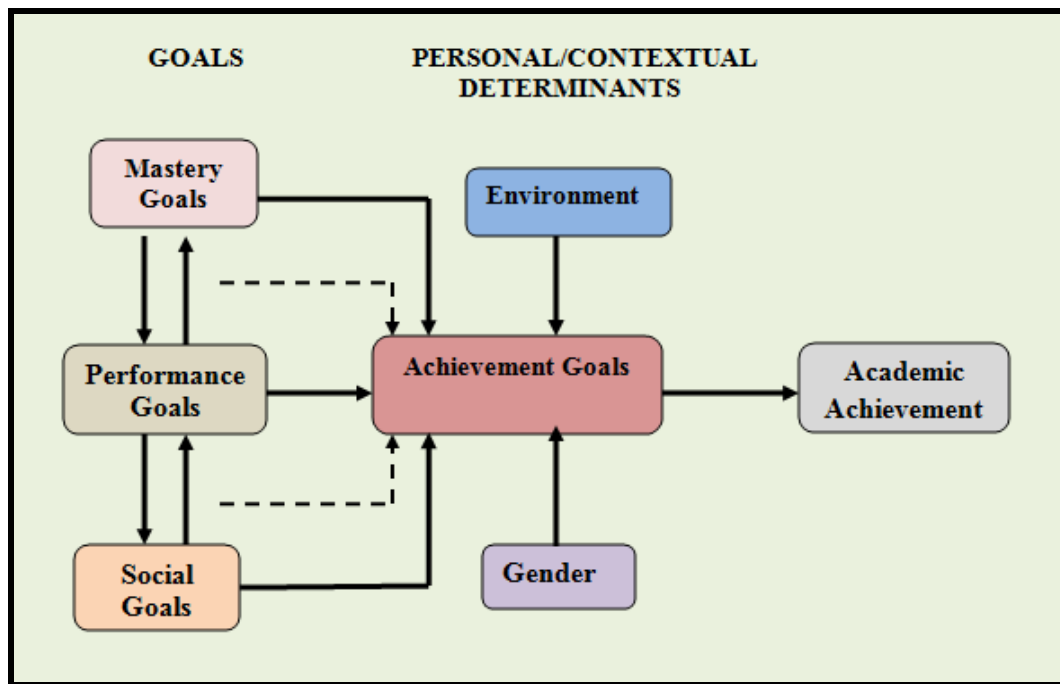 GOALS
PERSONAL/CONTEXTUAL
DETERMINANTS
Mastery
Goals
Environment
Performance
Goals
Achievement Goals
Academic
Achievement
Social
Goals
Gender